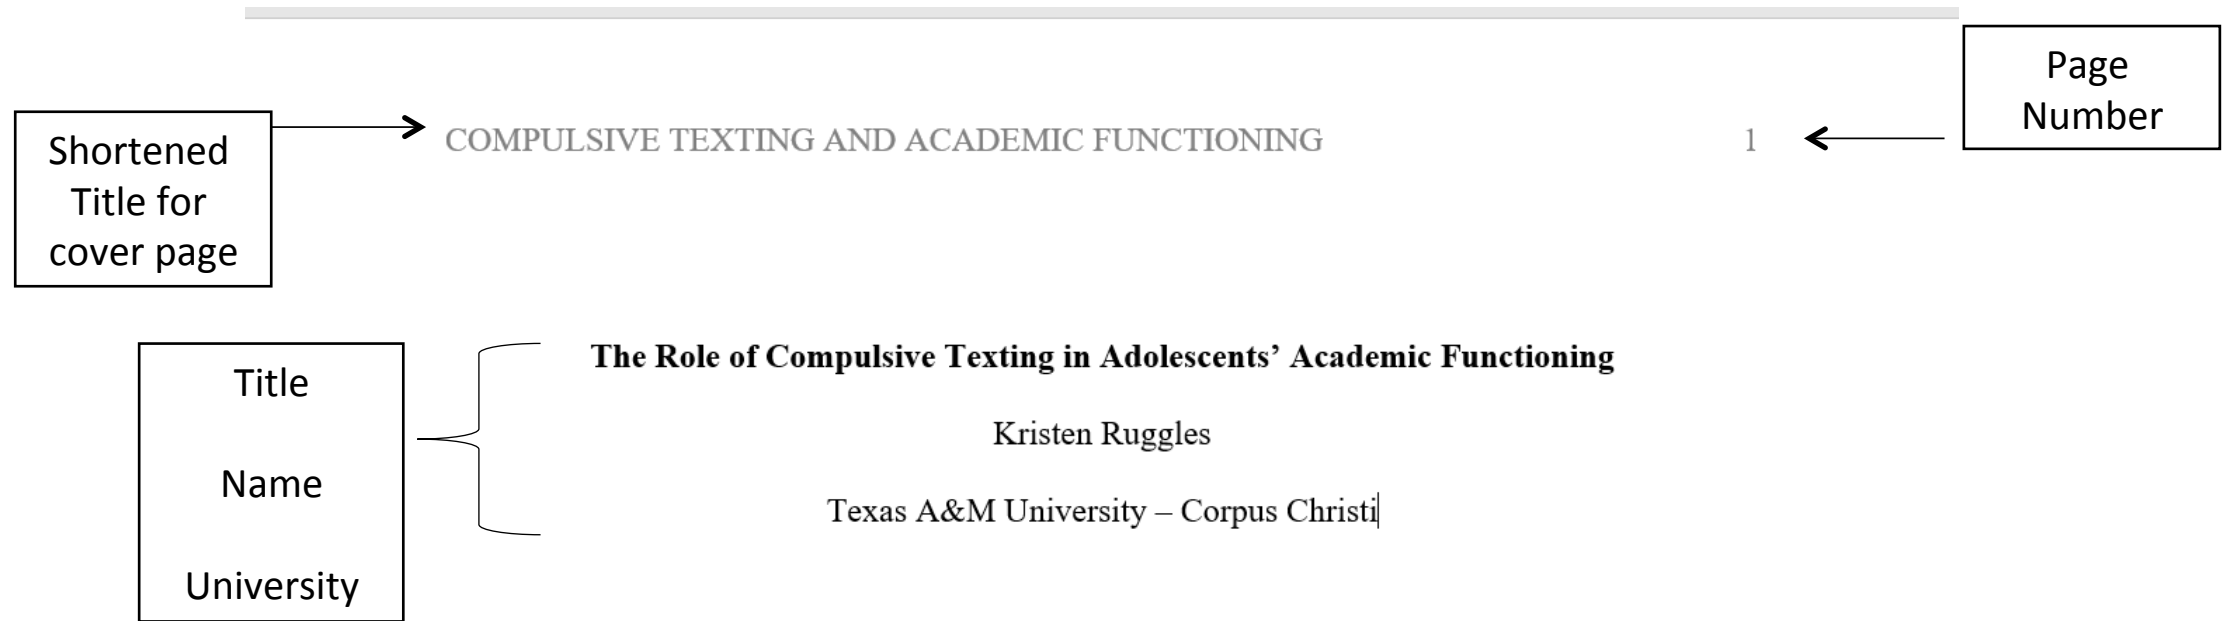 Page
Number
Shortened
Title for
cover page
COMPULSIVE TEXTING AND ACADEMIC FUNCTIONING 1
Title
Name
University
The Role of Compulsive Texting in Adolescents’ Academic Functioning
Kristen Ruggles
Texas A&M University – Corpus Christi